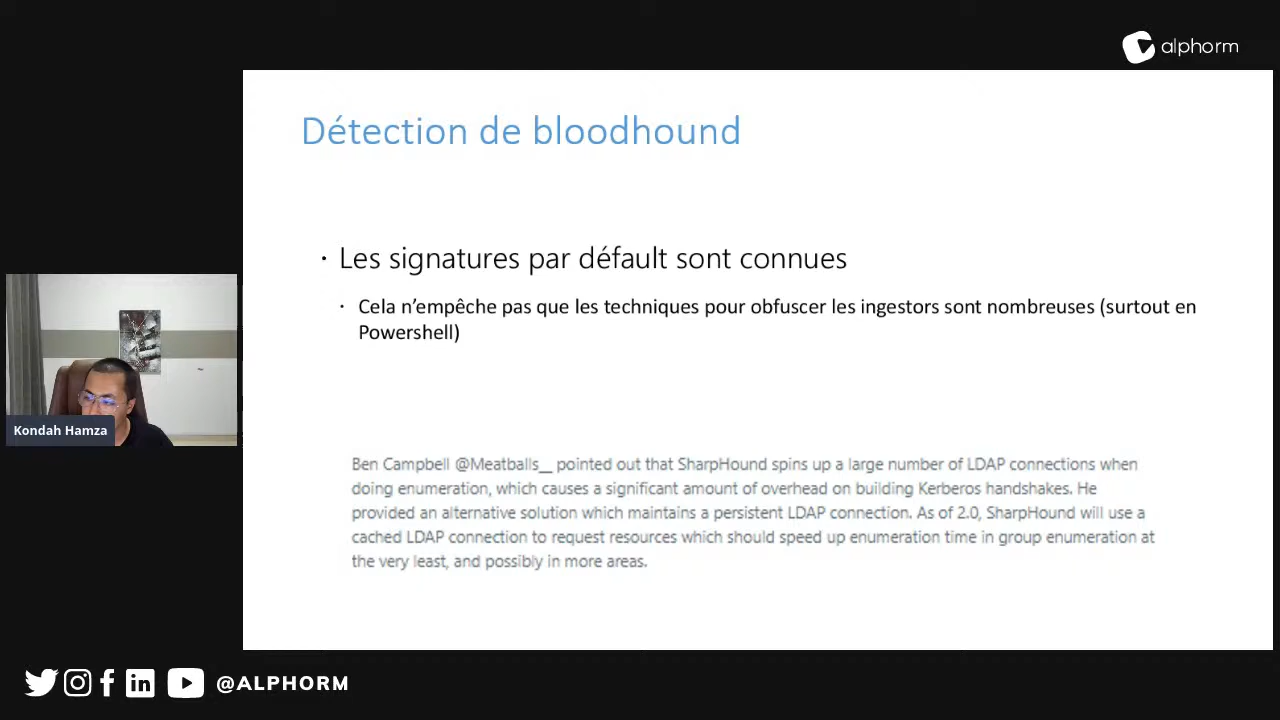 alphorm
Détection de bloodhound
• Les signatures par défault sont connues
• Cela n’empêche pas que les techniques pour obfuscer les ingestors sont nombreuses (surtout en
Powershell)
Kondah Hamza
Ben Campbell @Meatballs__ pointed out that SharpHound spins up a large number of LDAP connections when
doing enumeration, which causes a significant amount of overhead on building Kerberos handshakes. He
provided an alternative solution which maintains a persistent LDAP connection. As of 2.0, SharpHound will use a
cached LDAP connection to request resources which should speed up enumeration time in group enumeration at
the very least, and possibly in more areas.
@ALPHORM